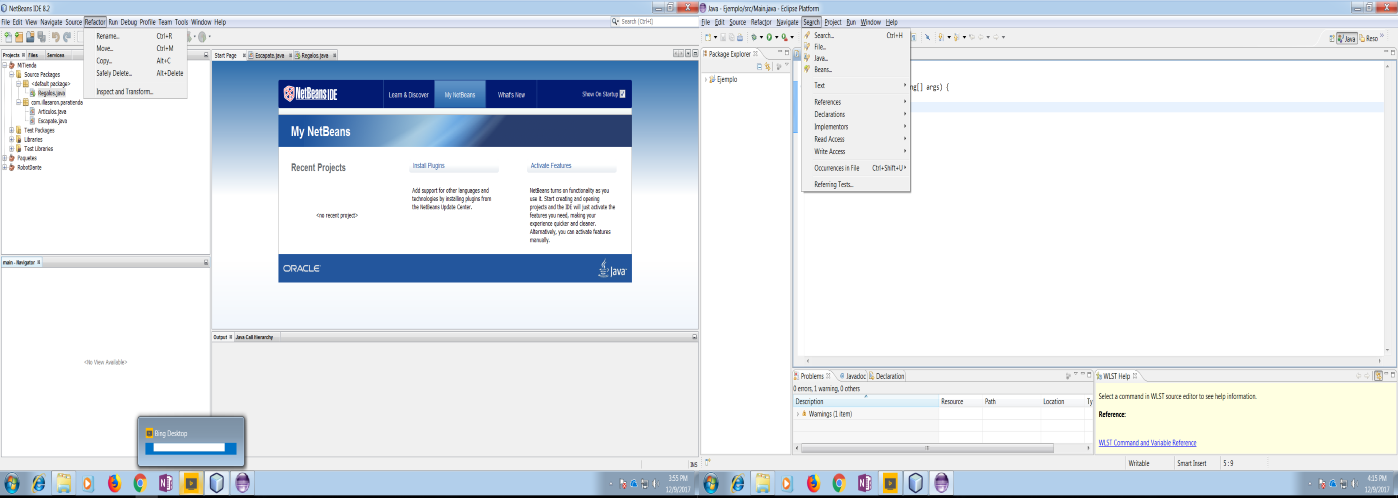 NetBeans IDE 8.2
File Edit View Navigate Source Refactor Run Debug Profile Team Tools Window Help
Search (Ctrl+I)
Rename... Ctrl+R
Move... Ctrl+M
Copy... Alt+C
Safely Delete... Alt+Delete
Inspect and Transform...
Projects Files Services
MiTienda
Source Packages
<default package>
Regalos.java
com.illasaron.paratienda
Articulos.java
Escapate.java
Test Packages
Libraries
Test Libraries
Paquetes
RobotDante
Start Page Escapate.java Regalos.java
NetBeans IDE
Learn & Discover My NetBeans What's New Show On Startup
My NetBeans
Recent Projects
<no recent project>
Install Plugins
Add support for other languages and
technologies by installing plugins from
the NetBeans Update Center.
Activate Features
NetBeans turns on functionality as you
use it. Start creating and opening
projects and the IDE will just activate the
features you need, making your
experience quicker and cleaner.
Alternatively, you can activate features
manually.
ORACLE
Java
main - Navigator
<No View Available>
Output Java Call Hierarchy
Bing Desktop
INS
3:55 PM
12/9/2017
Java - Ejemplo/src/Main.java - Eclipse Platform
File Edit Source Refactor Navigate Search Project Run Window Help
Java Reso
Search... Ctrl+H
File...
Java...
Beans...
Text
References
Declarations
Implementors
Read Access
Write Access
Occurrences in File Ctrl+Shift+U
Referring Tests...
Package Explorer
Ejemplo
ng[] args) {
Problems Javadoc Declaration
0 errors, 1 warning, 0 others
Description Resource Path Location Ty
Warnings (1 item)
WLST Help
Select a command in WLST source editor to see help information.
Reference:
WLST Command and Variable Reference
Writable Smart Insert 5 : 9
4:15 PM
12/9/2017